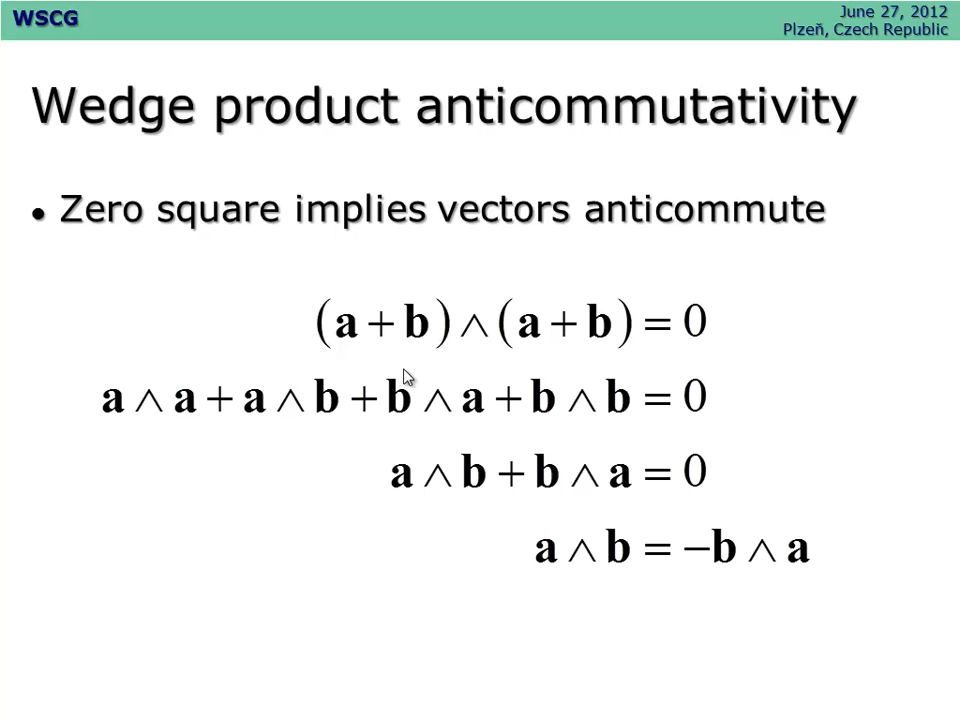 WSCG
June 27, 2012
Plzeň, Czech Republic
Wedge product anticommutativity
• Zero square implies vectors anticommute
(a + b) ∧ (a + b) = 0
a ∧ a + a ∧ b + b ∧ a + b ∧ b = 0
a ∧ b + b ∧ a = 0
a ∧ b = −b ∧ a